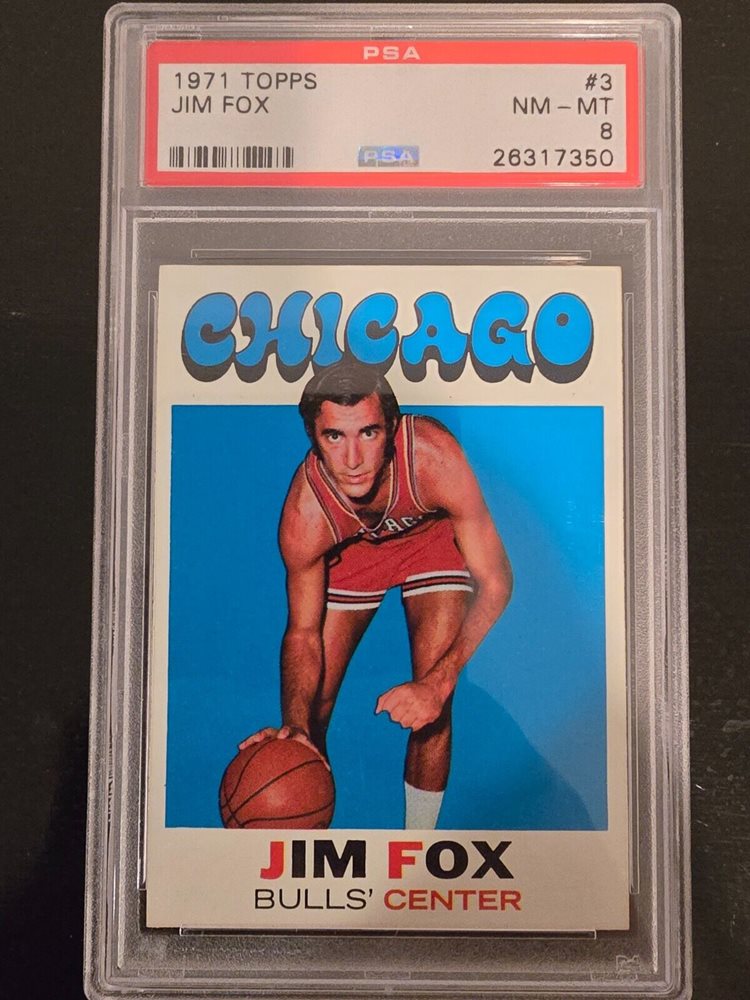 PSA
1971 TOPPS #3
JIM FOX NM - MT
8
PSA 26317350
CHICAGO
JIM FOX
BULLS' CENTER